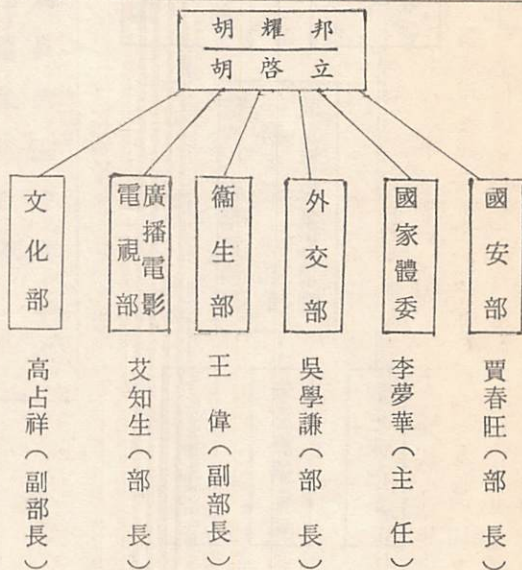 胡耀邦
胡啓立
國安部
國家體委
外交部
衞生部
廣播電影
電視部
文化部
賈春旺（部長）
李夢華（主任）
吳學謙（部長）
王偉（副部長）
艾知生（部長）
高占祥（副部長）